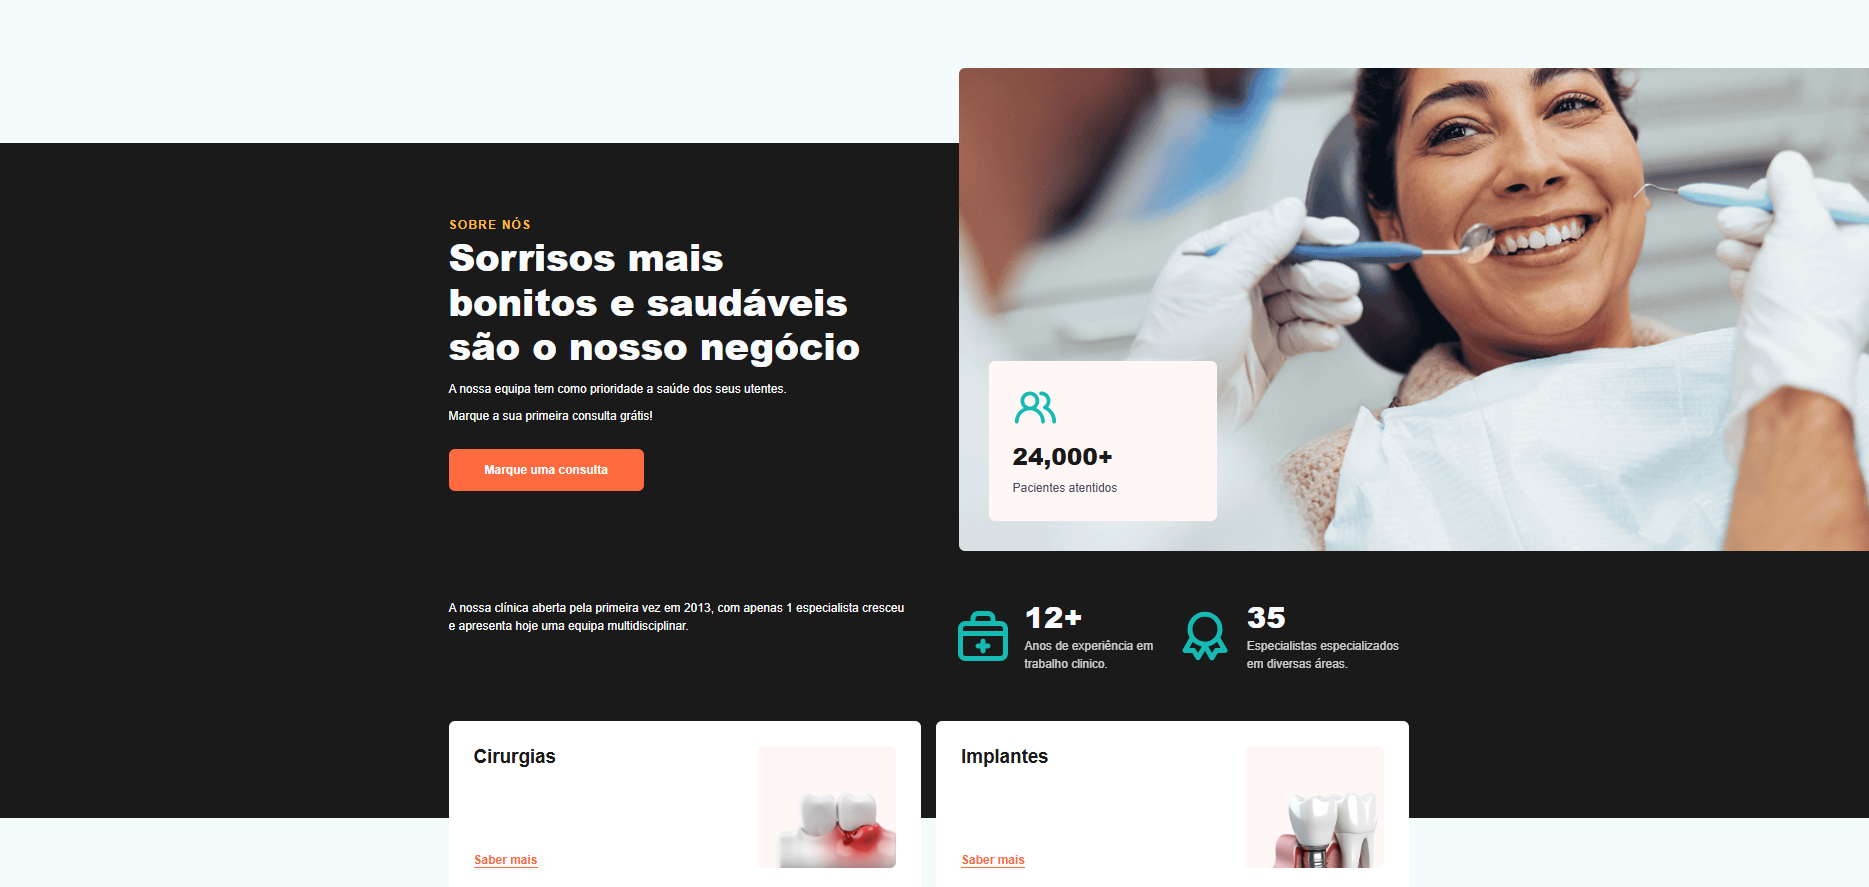 SOBRE NÓS
Sorrisos mais
bonitos e saudáveis
são o nosso negócio
A nossa equipa tem como prioridade a saúde dos seus utentes.
Marque a sua primeira consulta grátis!
Marque uma consulta
24,000+
Pacientes atentidos
A nossa clínica aberta pela primeira vez em 2013, com apenas 1 especialista cresceu
e apresenta hoje uma equipa multidisciplinar.
12+
Anos de experiência em
trabalho clinico.
35
Especialistas especializados
em diversas áreas.
Cirurgias
Saber mais
Implantes
Saber mais